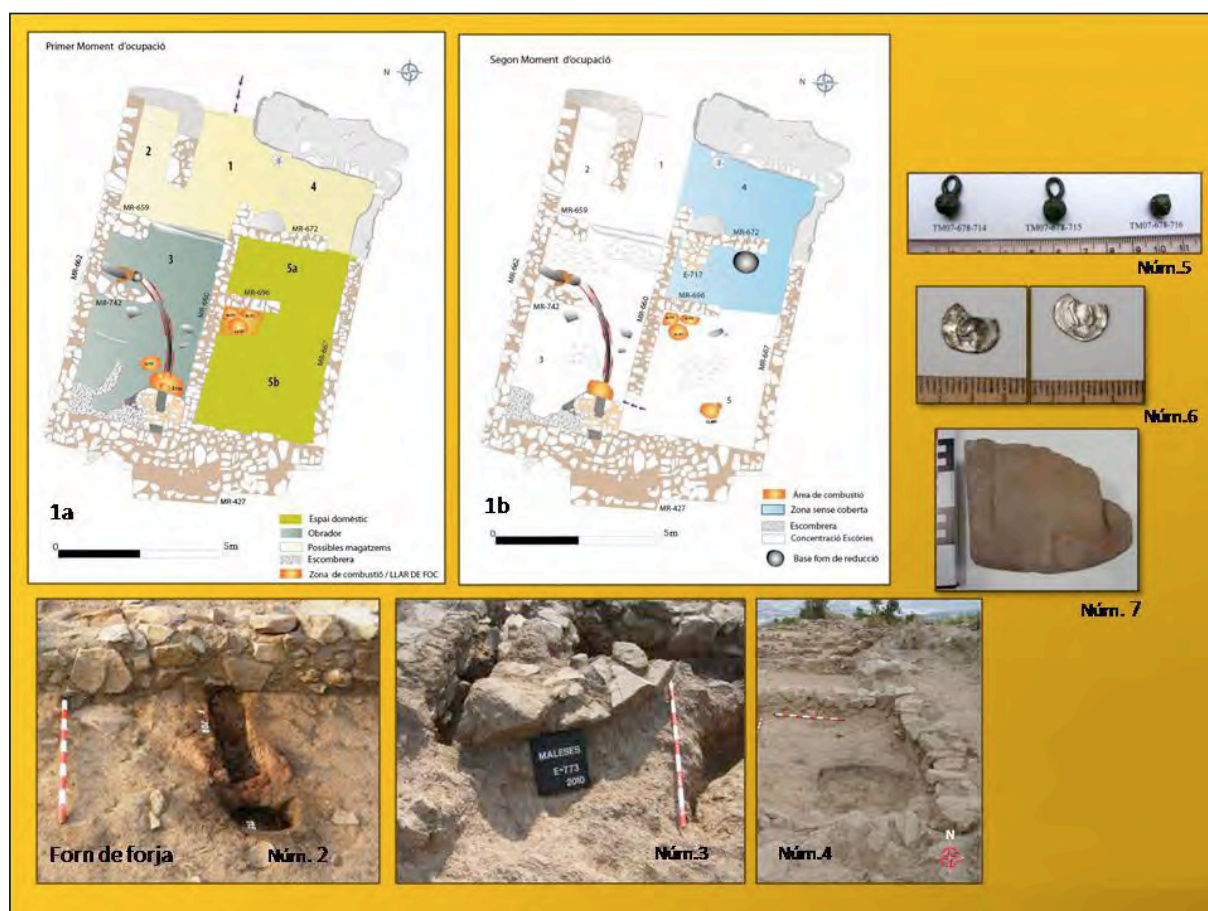 Primer Moment d'ocupació
N
2
1
4
MR-659
MR-672
3
5a
MR-662
MR-742
MR-660
MR-696
MR-667
5b
MR-427
1a
0 5m
Espai domèstic
Obrador
Possibles magatzems
Escombrera
Zona de combustió / LLAR DE FOC
Segon Moment d'ocupació
N
2
1
4
MR-659
MR-672
E-717
MR-662
MR-742
MR-660
MR-696
MR-667
3
5
MR-427
1b
0 5m
Àrea de combustió
Zona sense coberta
Escombrera
Concentració Escòries
Base forn de reducció
TM07-678-714 TM07-678-715 TM07-678-716
Núm.5
Núm.6
Núm. 7
Forn de forja Núm. 2
MALESES
E-773
2010
Núm.3
Núm.4
N